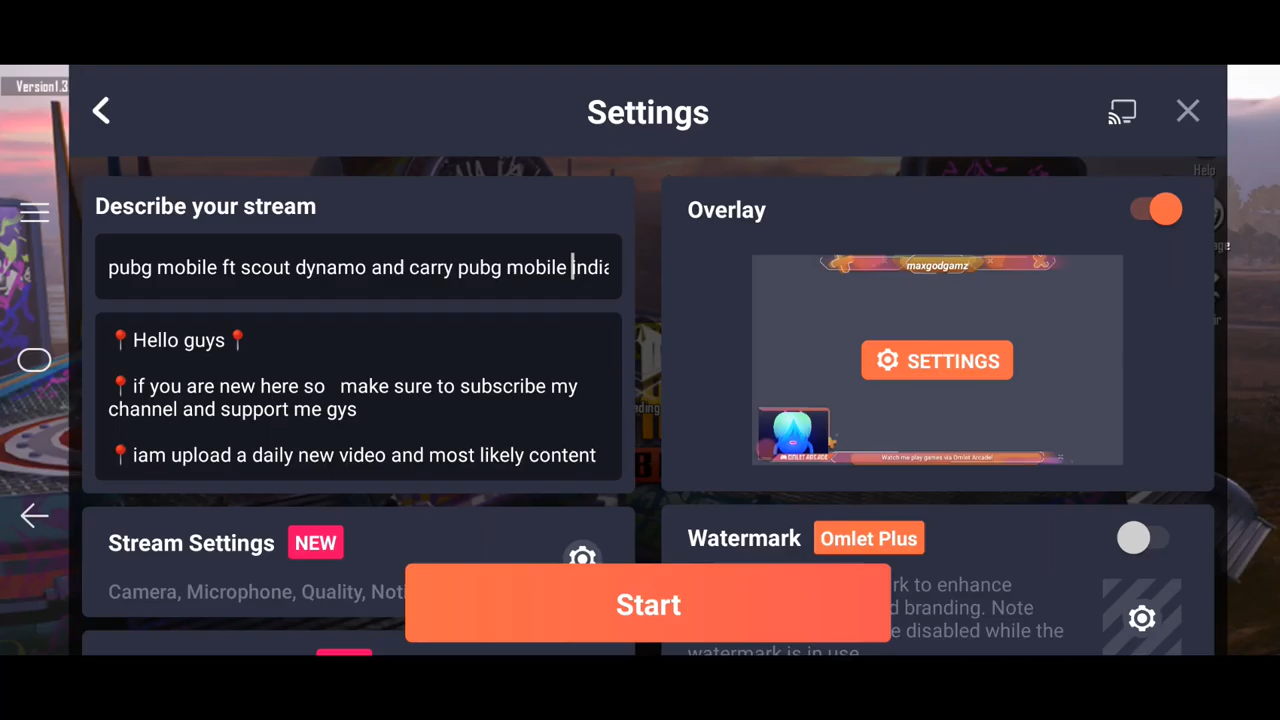 Version1.3
Settings
Help
Describe your stream
pubg mobile ft scout dynamo and carry pubg mobile india
📍Hello guys📍
📍if you are new here so   make sure to subscribe my
channel and support me gys
📍iam upload a daily new video and most likely content
Overlay
maxgodgamz
SETTINGS
OMLET ARCADE
Watch me play games via Omlet Arcade!
Stream Settings NEW
Camera, Microphone, Quality, Not
Watermark Omlet Plus
rk to enhance
d branding. Note
e disabled while the
watermark is in use
Start